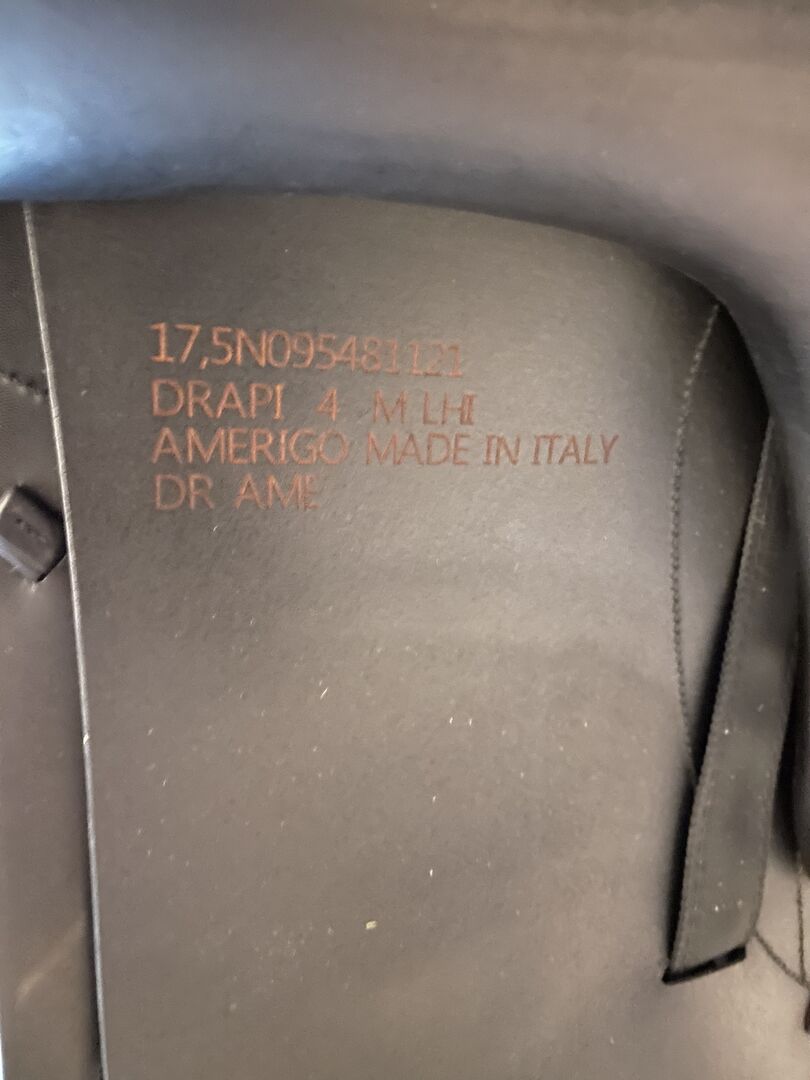 17,5N095481121
DRAPI 4 M LHI
AMERIGO MADE IN ITALY
DR AME